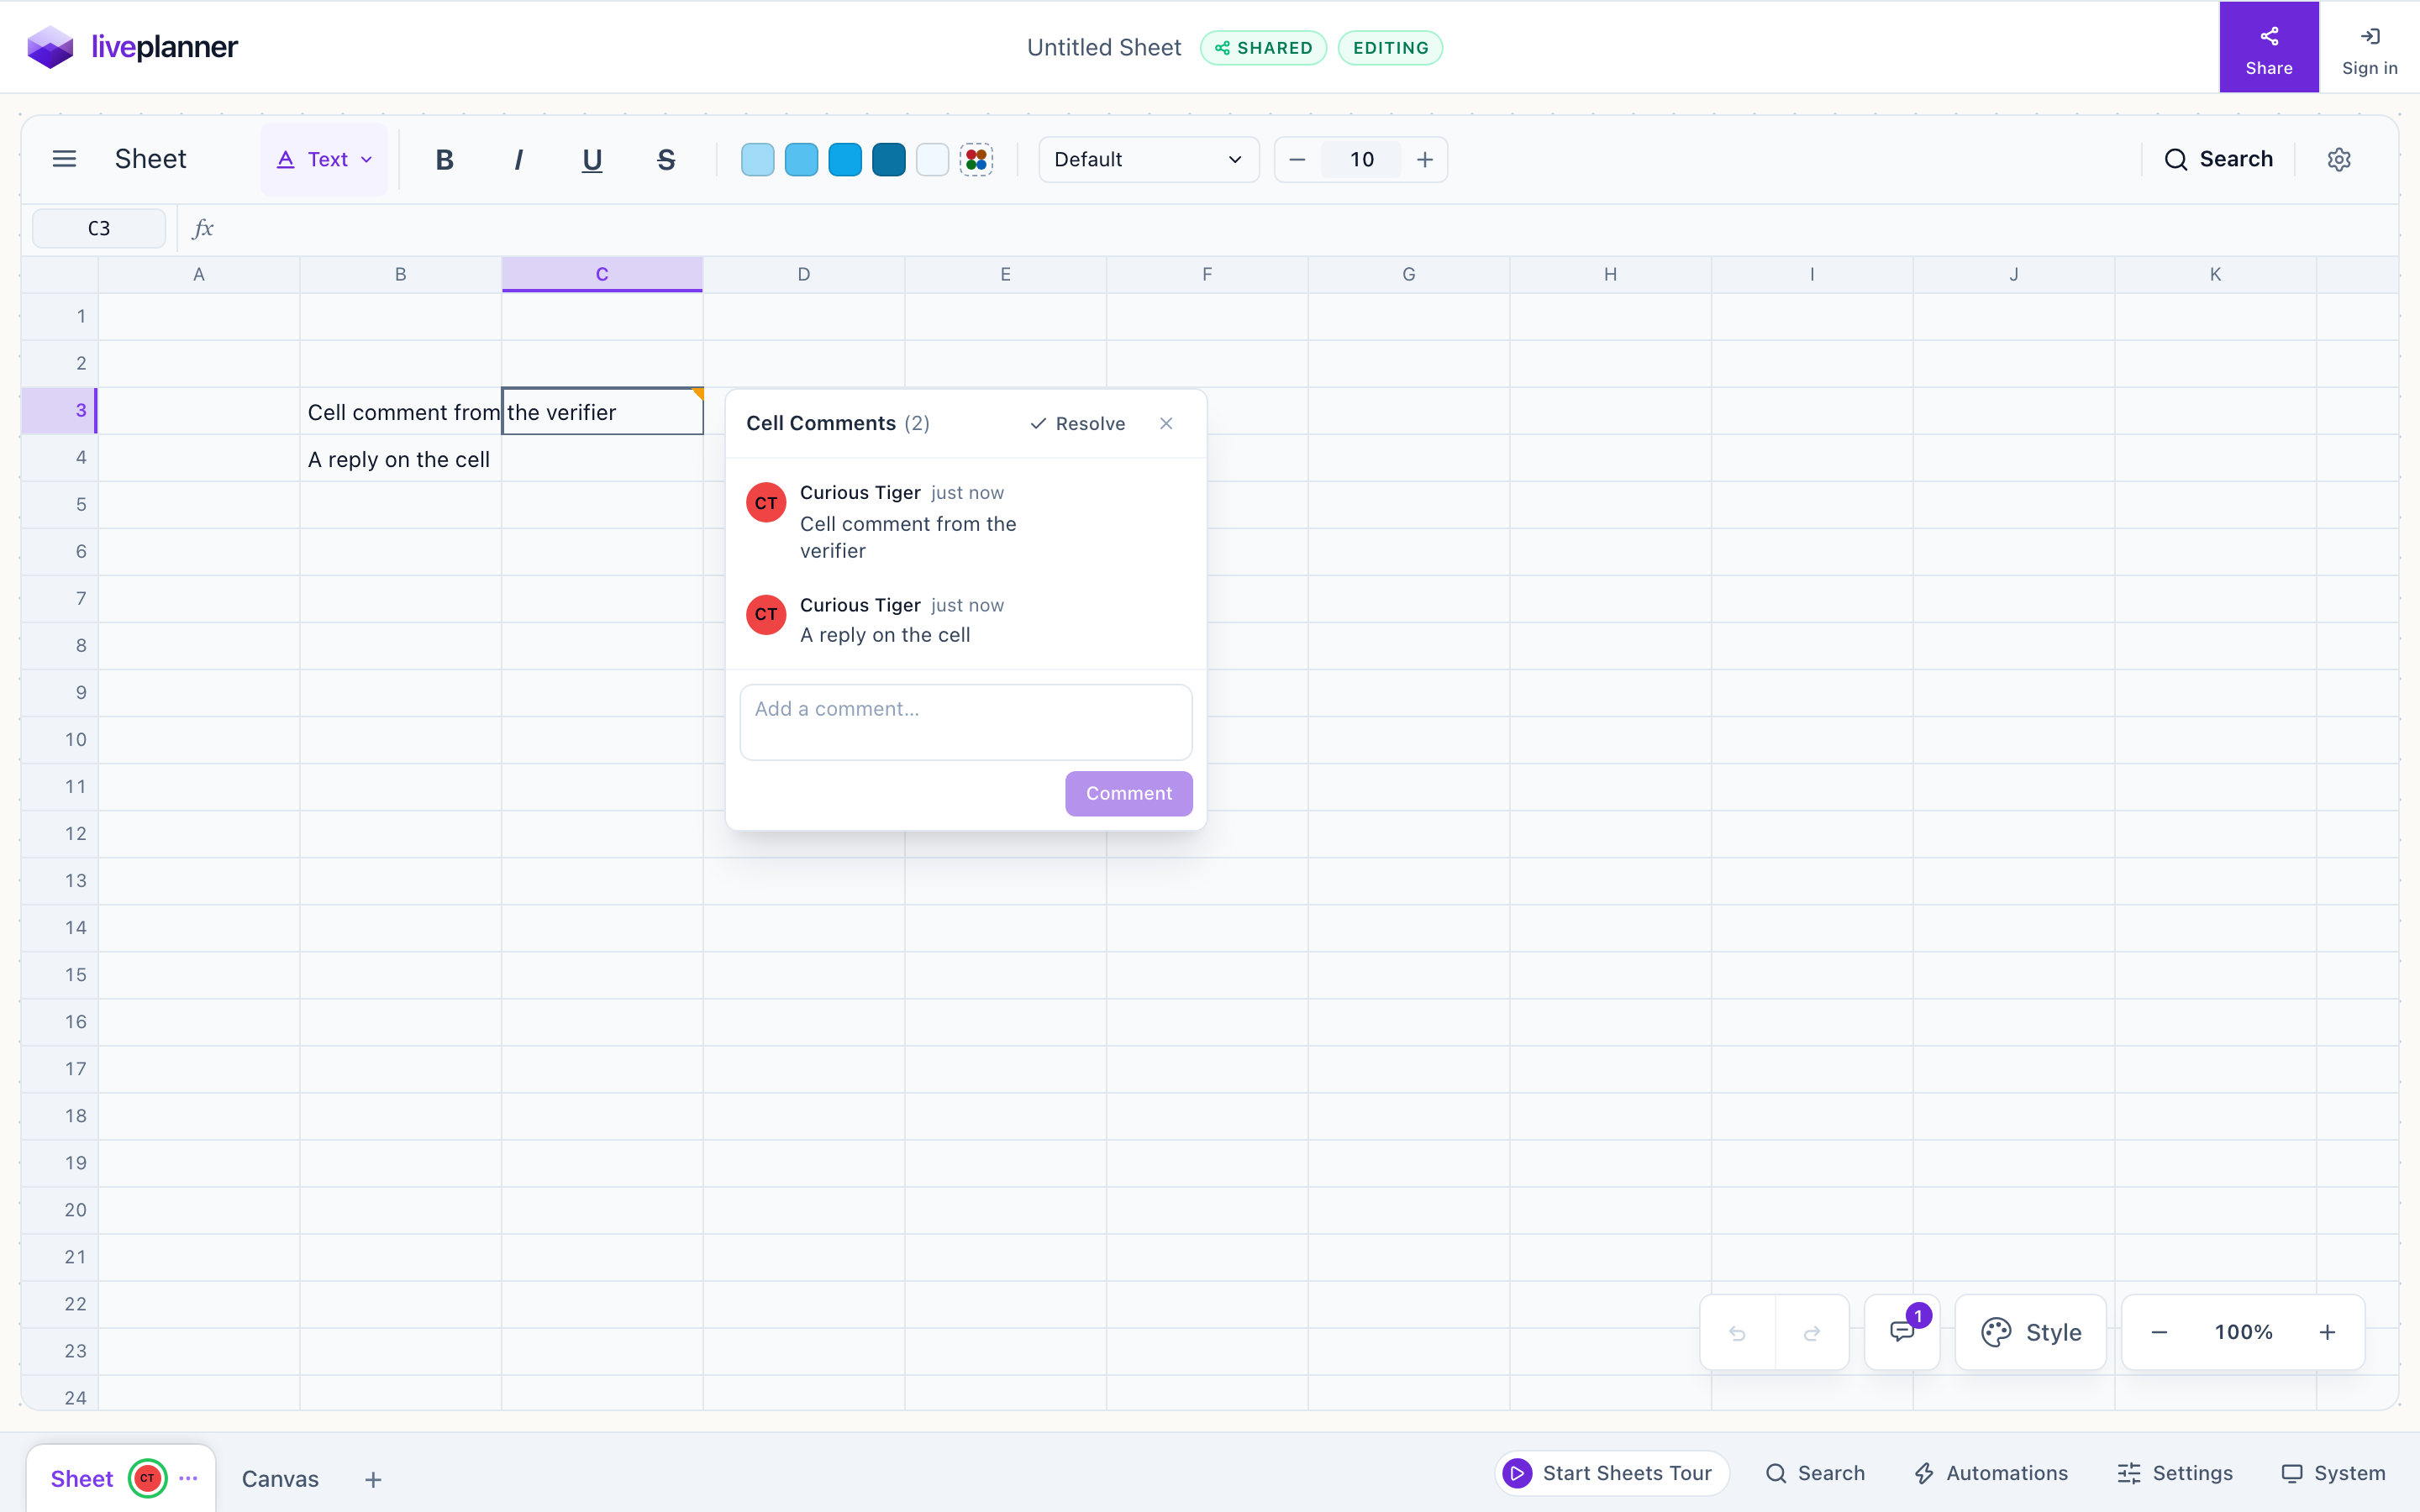 liveplanner
Untitled Sheet
SHARED
EDITING
Share
Sign in
Sheet
A Text
B I U S
Default
10
Search
C3
fx
A B C D E F G H I J K
1
2
3 Cell comment from the verifier
4 A reply on the cell
5
6
7
8
9
10
11
12
13
14
15
16
17
18
19
20
21
22
23
24
Cell Comments (2)
Resolve
CT Curious Tiger just now
Cell comment from the
verifier
CT Curious Tiger just now
A reply on the cell
Add a comment...
Comment
1
Style
100%
Sheet CT
Canvas
Start Sheets Tour
Search
Automations
Settings
System